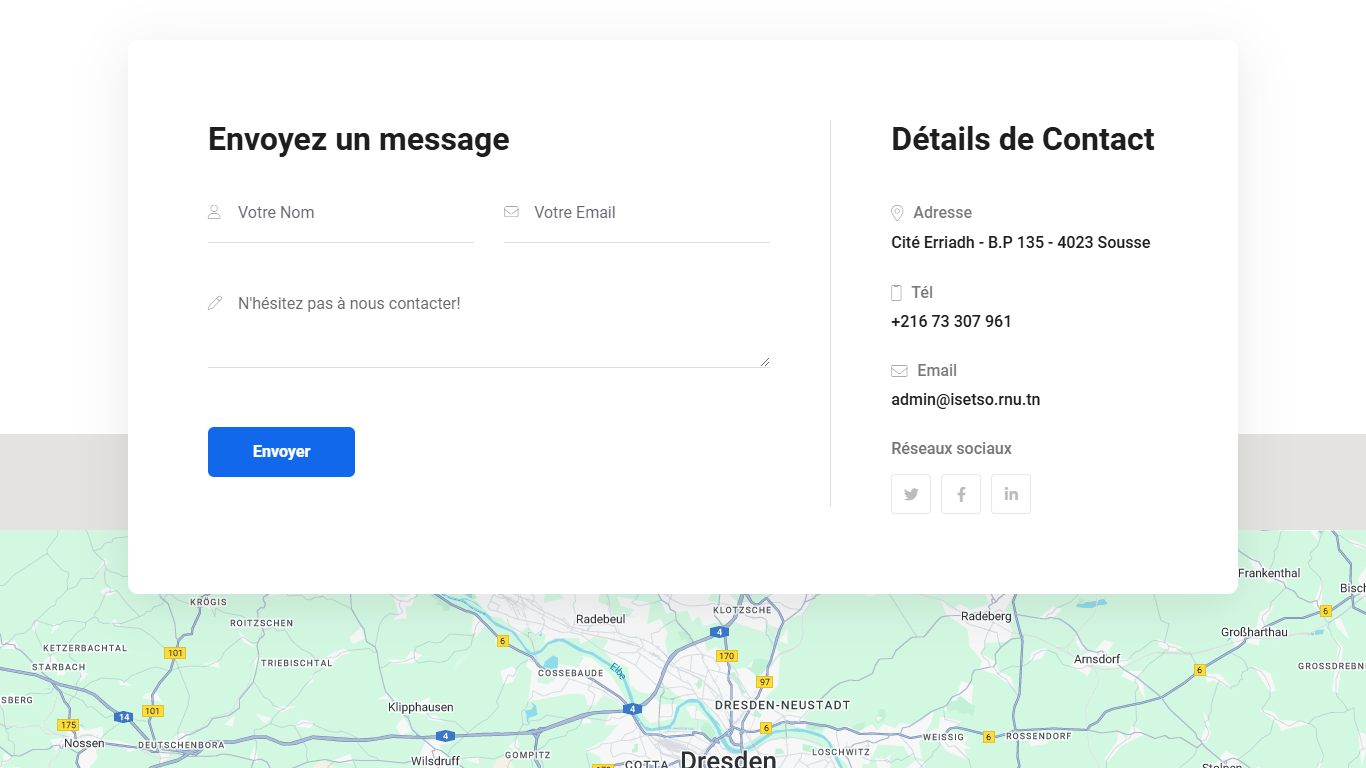 Envoyez un message
Votre Nom
Votre Email
N'hésitez pas à nous contacter!
Envoyer
Détails de Contact
Adresse
Cité Erriadh - B.P 135 - 4023 Sousse
Tél
+216 73 307 961
Email
admin@isetso.rnu.tn
Réseaux sociaux
Frankenthal
KRÖGIS
ROITZSCHEN
Radebeul
KLOTZSCHE
Radeberg
6
4
6
Großharthau
KETZERBACHTAL
101
TRIEBISCHTAL
STARBACH
COSSEBAUDE
Elbe
170
Arnsdorf
6
97
Klipphausen
4
DRESDEN-NEUSTADT
175
14
101
4
6
6
Nossen
DEUTSCHENBORA
GOMPITZ
LOSCHWITZ
WEISSIG
ROSSENDORF
Wilsdruff
COTTA
Dresden